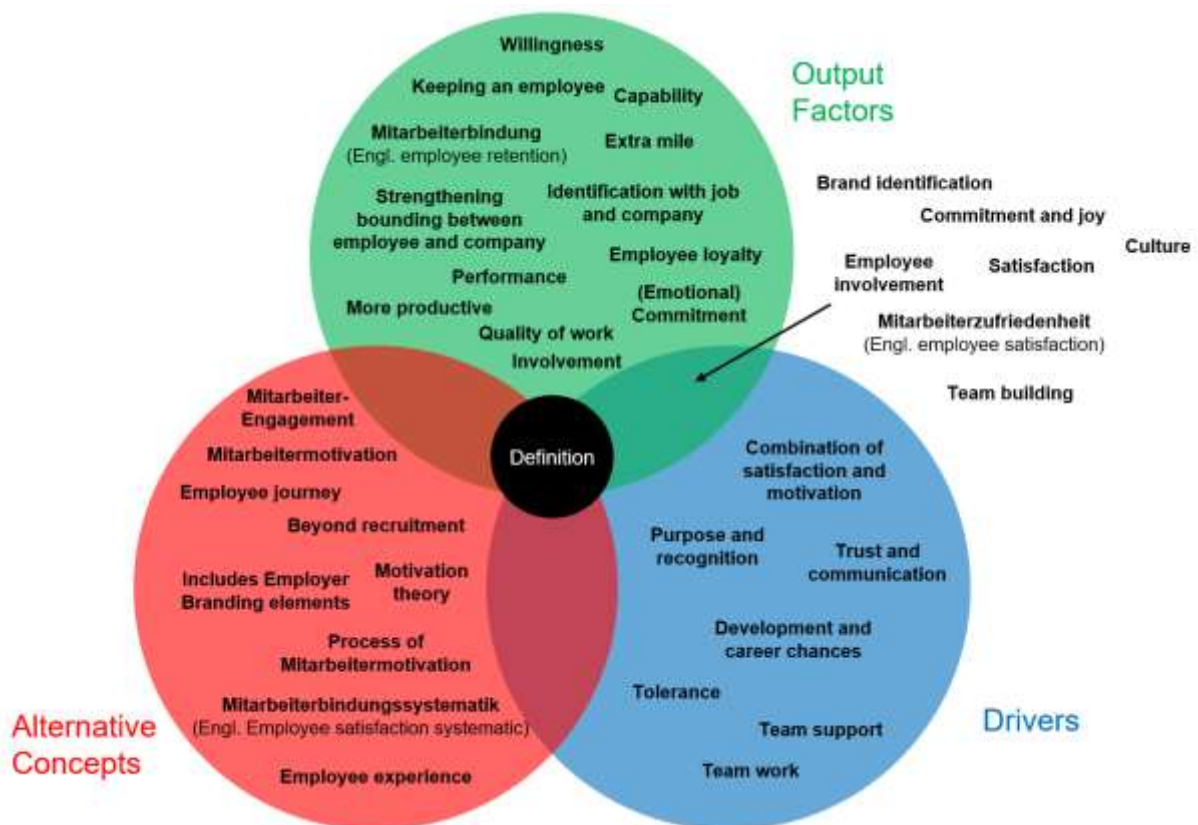 Willingness
Output
Factors
Keeping an employee
Capability
Mitarbeiterbindung
(Engl. employee retention)
Extra mile
Strengthening
bounding between
employee and company
Identification with job
and company
Employee loyalty
Performance
(Emotional)
Commitment
More productive
Quality of work
Involvement
Brand identification
Commitment and joy
Culture
Employee
involvement
Satisfaction
Mitarbeiterzufriedenheit
(Engl. employee satisfaction)
Team building
Definition
Mitarbeiter-
Engagement
Mitarbeitermotivation
Employee journey
Beyond recruitment
Includes Employer
Branding elements
Motivation
theory
Process of
Mitarbeitermotivation
Mitarbeiterbindungssystematik
(Engl. Employee satisfaction systematic)
Employee experience
Alternative
Concepts
Combination of
satisfaction and
motivation
Purpose and
recognition
Trust and
communication
Development and
career chances
Tolerance
Team support
Team work
Drivers